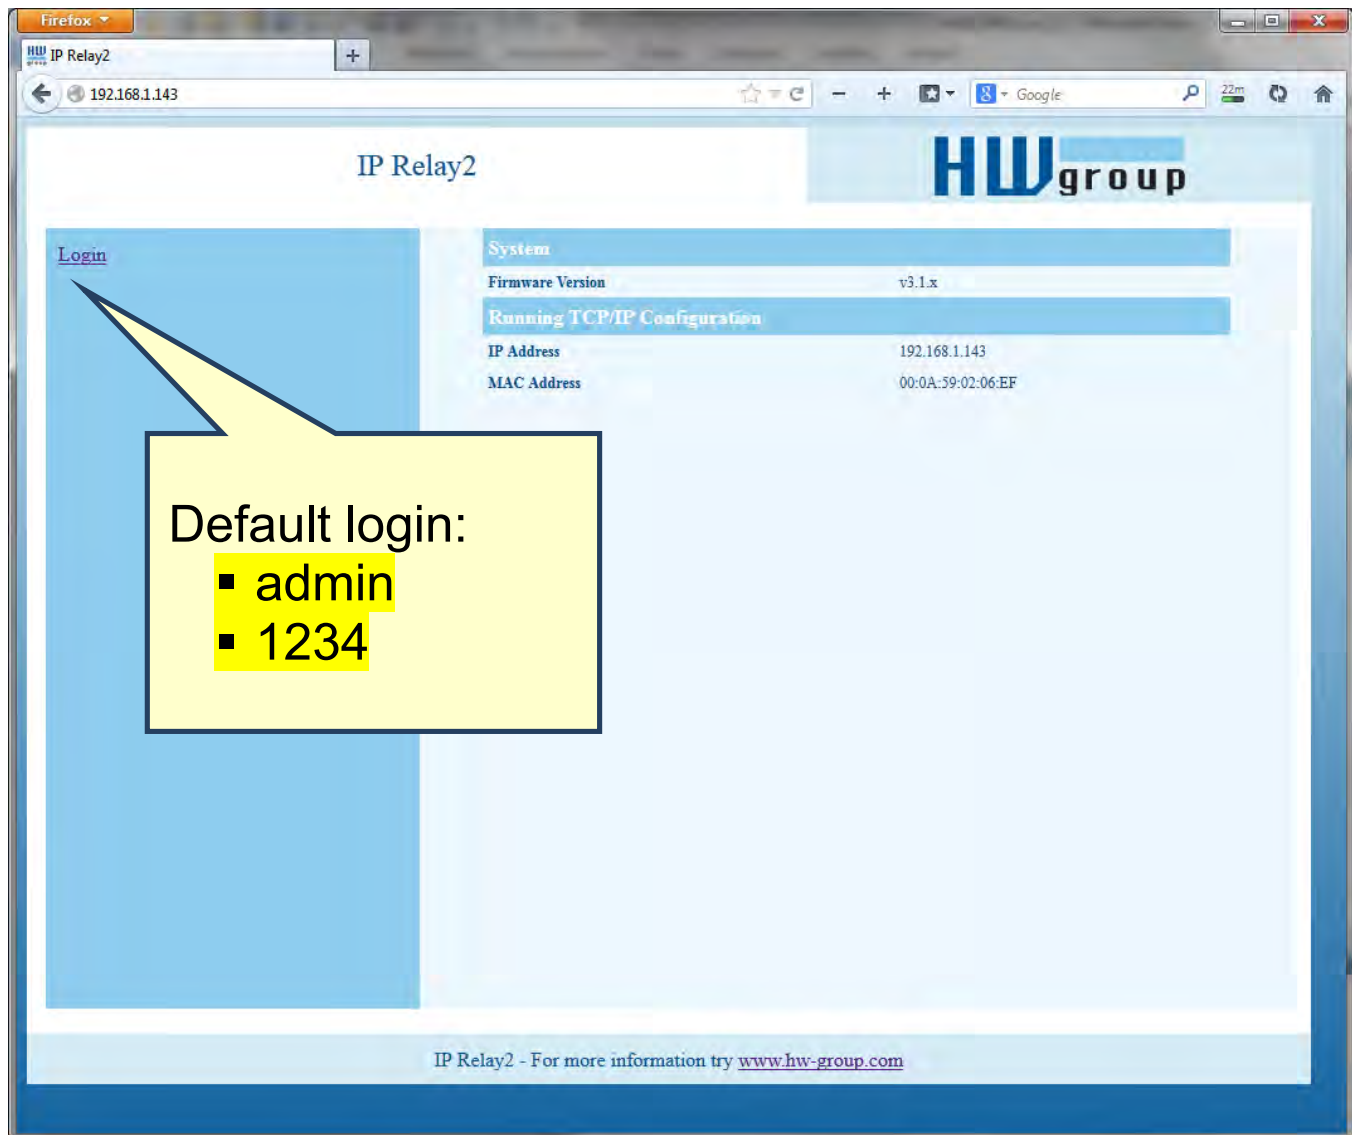 Firefox
HW group IP Relay2
+
192.168.1.143
Google
22m
IP Relay2
HWgroup
Login
System
Firmware Version v3.1.x
Running TCP/IP Configuration
IP Address 192.168.1.143
MAC Address 00:0A:59:02:06:EF
Default login:
▪ admin
▪ 1234
IP Relay2 - For more information try www.hw-group.com